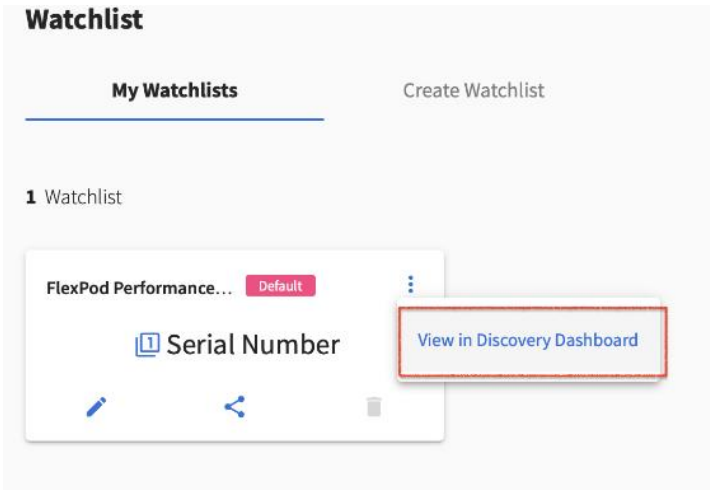 Watchlist
My Watchlists
Create Watchlist
1 Watchlist
FlexPod Performance... Default
1 Serial Number
View in Discovery Dashboard